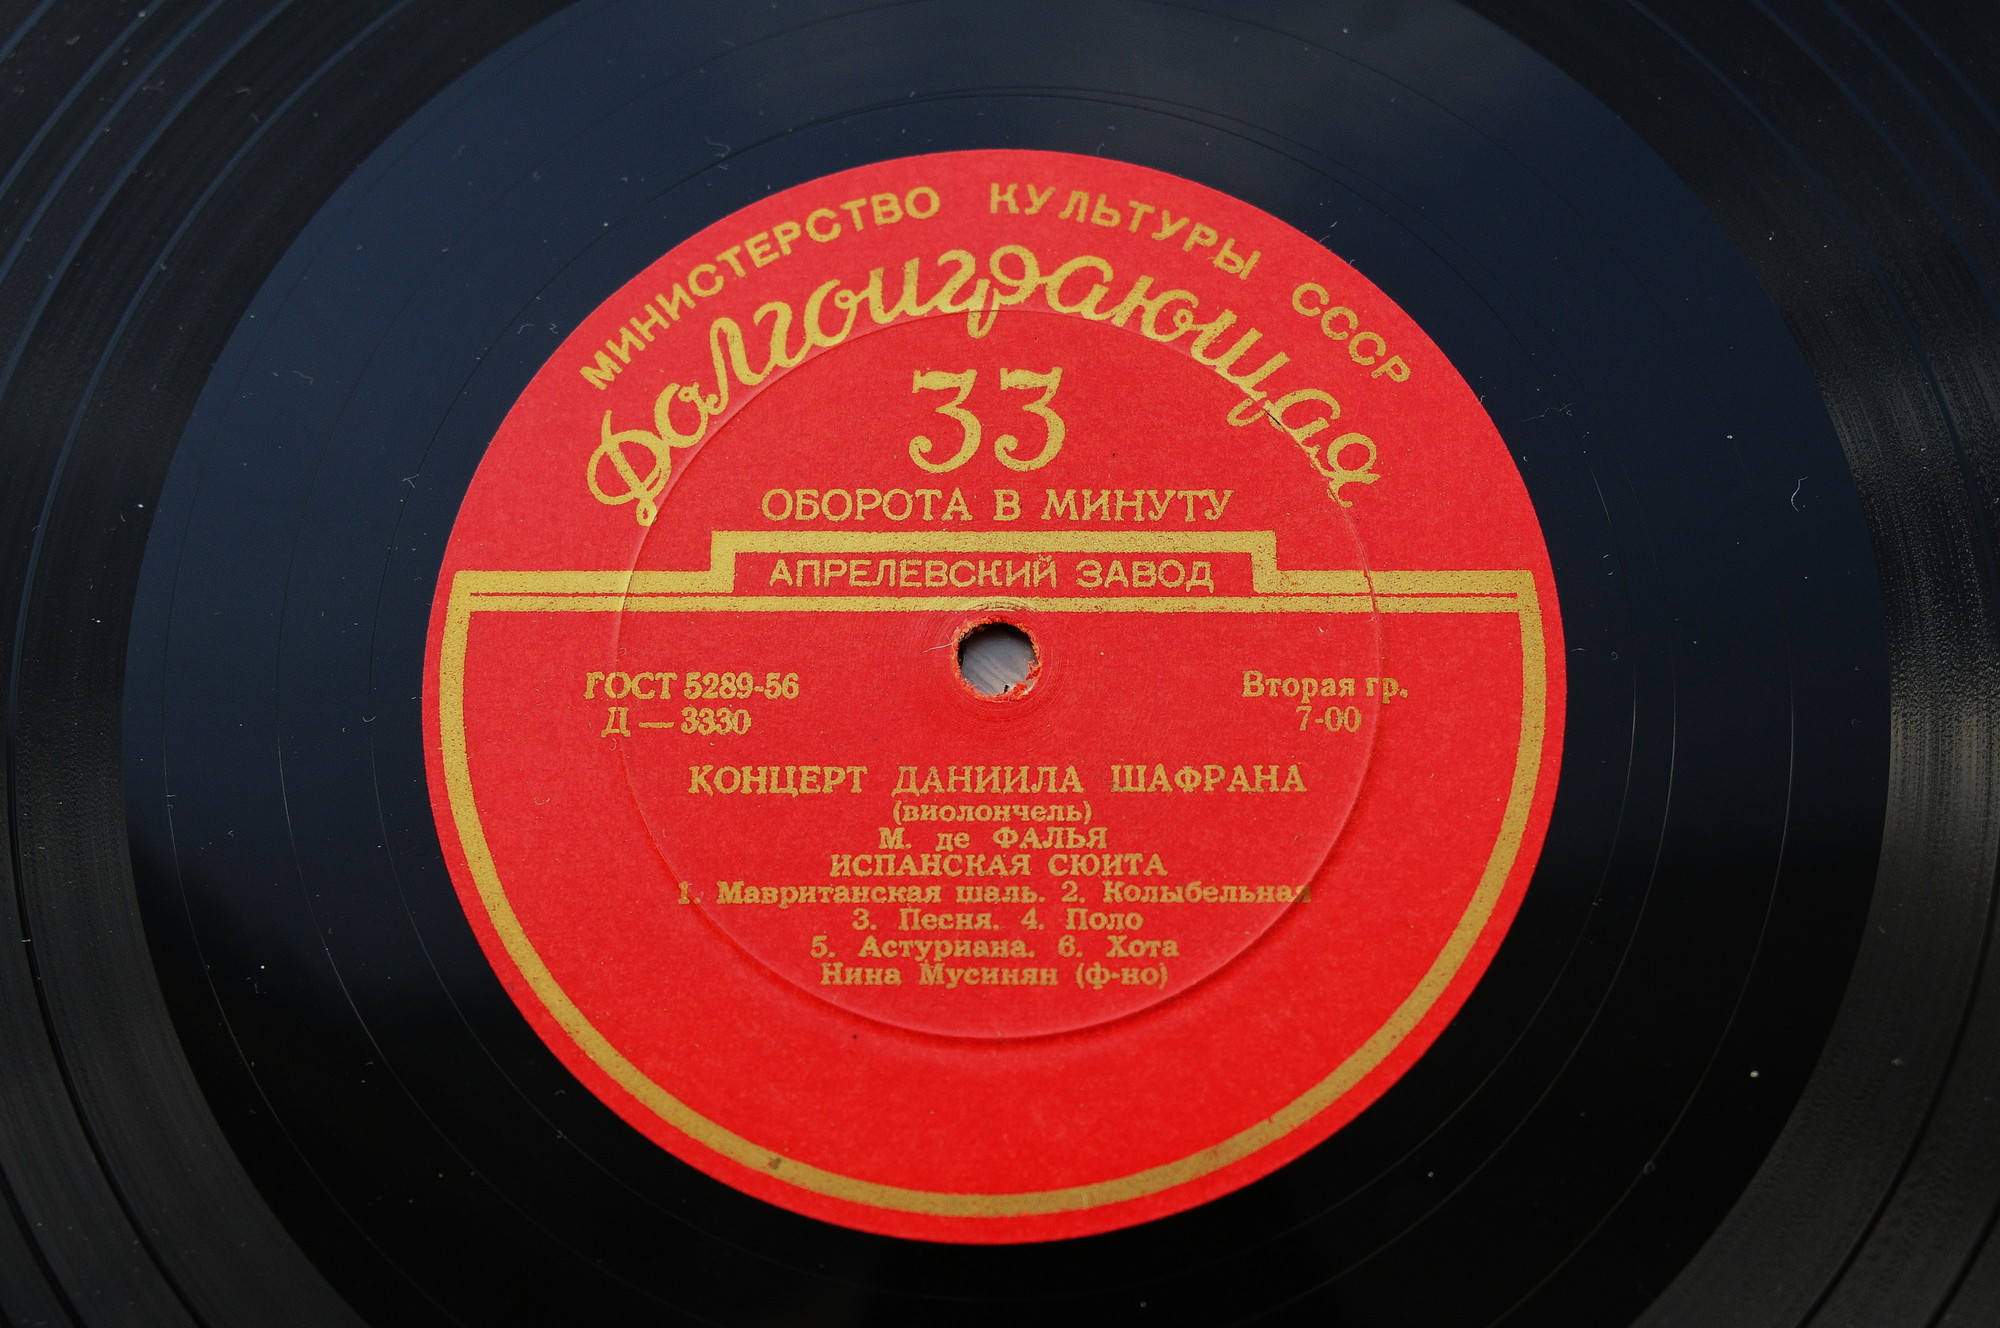 МИНИСТЕРСТВО КУЛЬТУРЫ СССР
Долгоиграющая
33
ОБОРОТА В МИНУТУ
АПРЕЛЕВСКИЙ ЗАВОД
ГОСТ 5289-56
Д — 3330
Вторая гр.
7-00
КОНЦЕРТ ДАНИИЛА ШАФРАНА
(виолончель)
М. де ФАЛЬЯ
ИСПАНСКАЯ СЮИТА
1. Мавританская шаль. 2. Колыбельная
3. Песня. 4. Поло
5. Астуриана. 6. Хота
Нина Мусинян (ф-но)